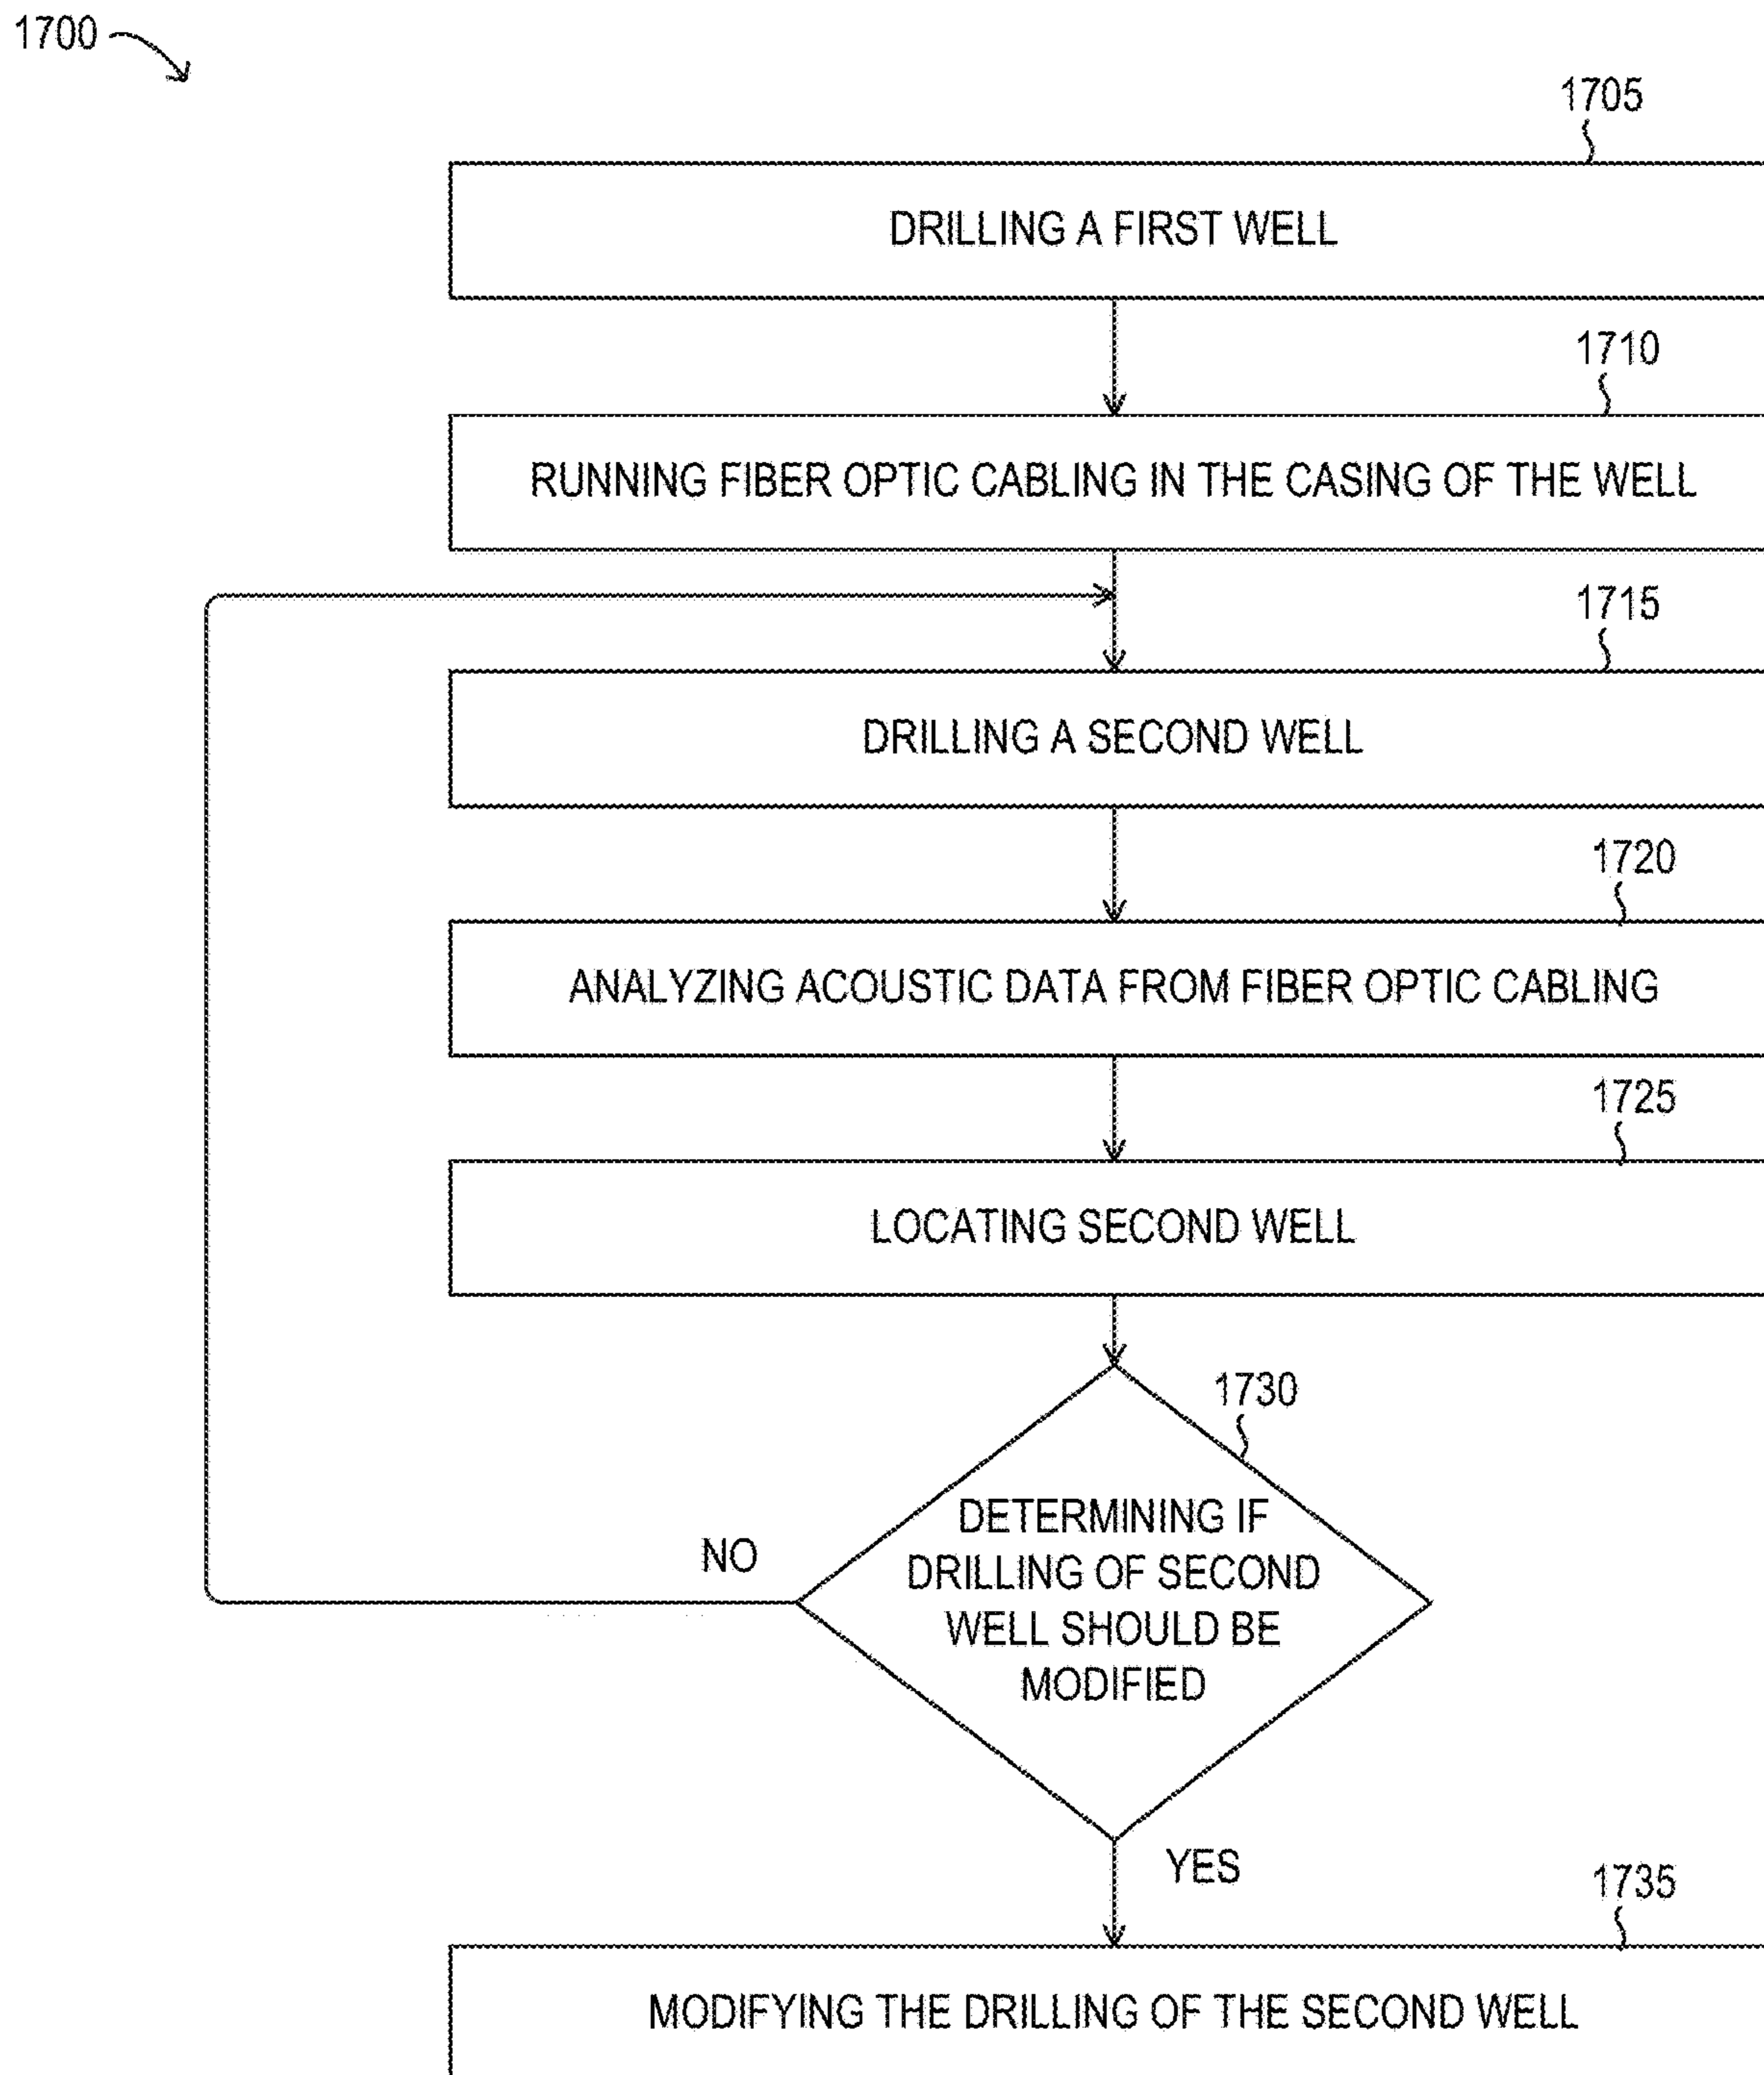 1700
1705
DRILLING A FIRST WELL
1710
RUNNING FIBER OPTIC CABLING IN THE CASING OF THE WELL
1715
DRILLING A SECOND WELL
1720
ANALYZING ACOUSTIC DATA FROM FIBER OPTIC CABLING
1725
LOCATING SECOND WELL
1730
DETERMINING IF
DRILLING OF SECOND
WELL SHOULD BE
MODIFIED
NO
YES
1735
MODIFYING THE DRILLING OF THE SECOND WELL